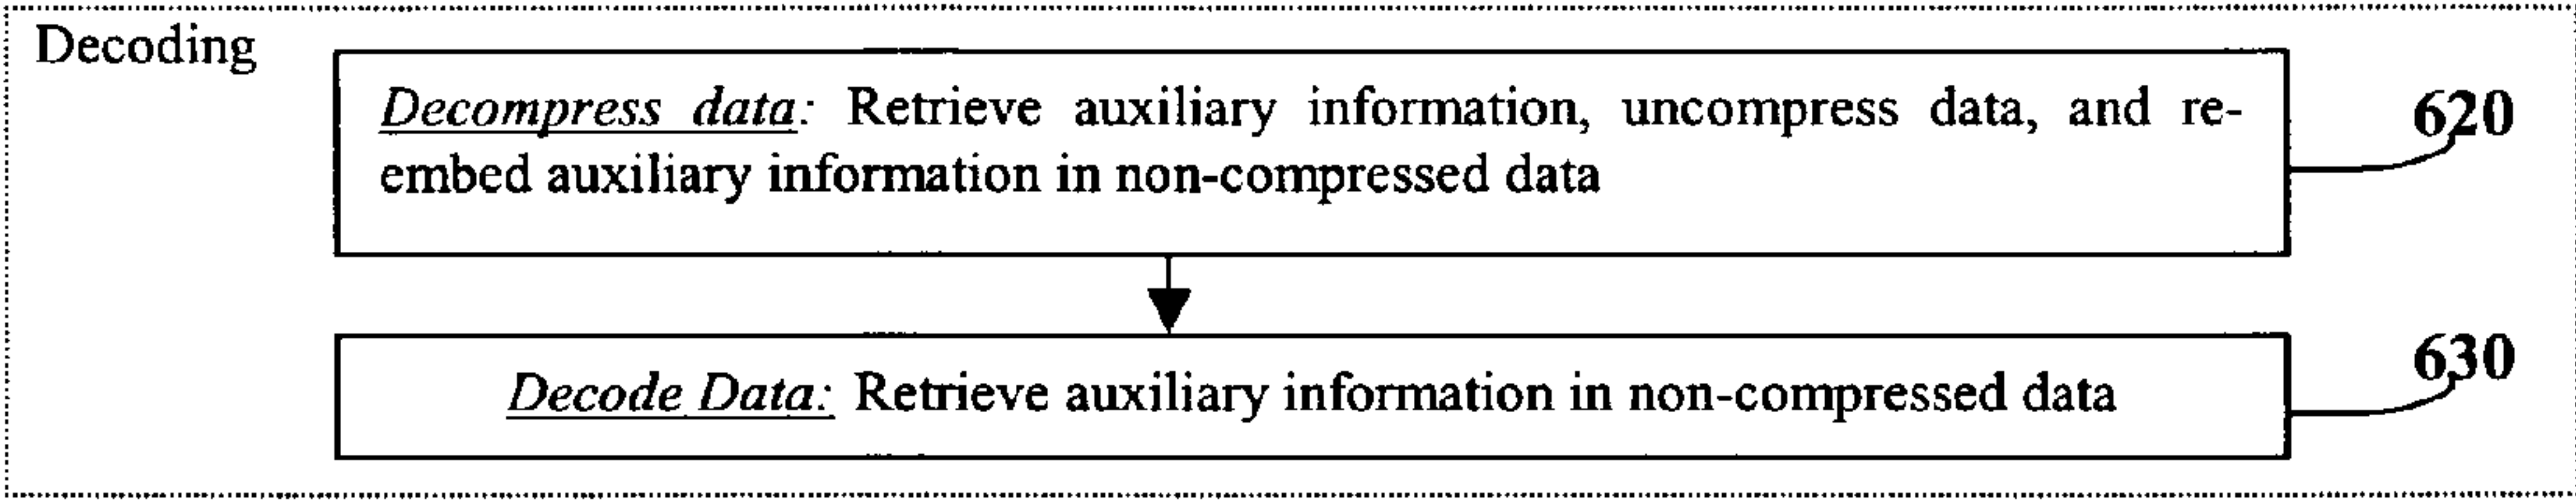 Decoding
Decompress data: Retrieve auxiliary information, uncompress data, and re-
embed auxiliary information in non-compressed data
620
Decode Data: Retrieve auxiliary information in non-compressed data
630